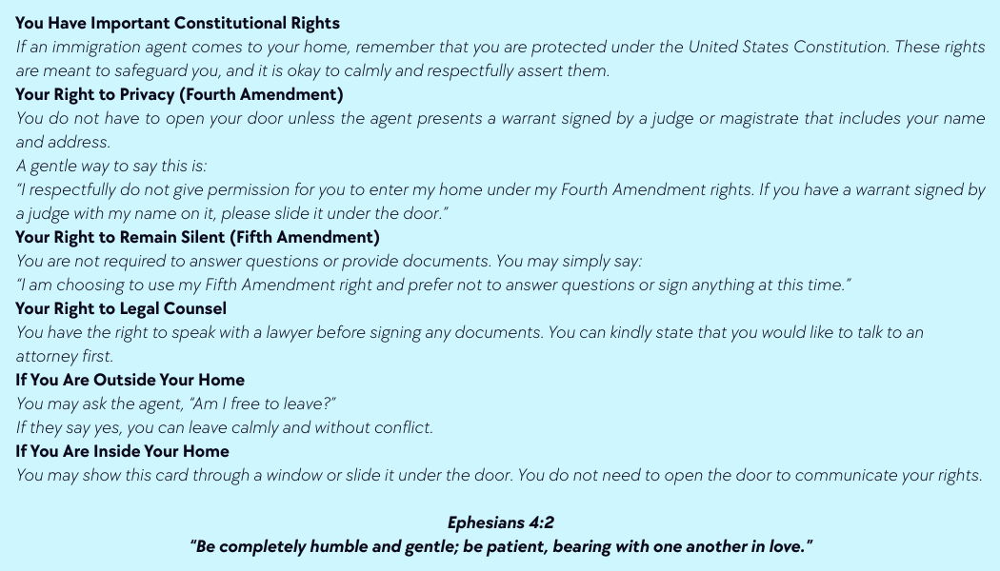 You Have Important Constitutional Rights
If an immigration agent comes to your home, remember that you are protected under the United States Constitution. These rights
are meant to safeguard you, and it is okay to calmly and respectfully assert them.
Your Right to Privacy (Fourth Amendment)
You do not have to open your door unless the agent presents a warrant signed by a judge or magistrate that includes your name
and address.
A gentle way to say this is:
“I respectfully do not give permission for you to enter my home under my Fourth Amendment rights. If you have a warrant signed by
a judge with my name on it, please slide it under the door.”
Your Right to Remain Silent (Fifth Amendment)
You are not required to answer questions or provide documents. You may simply say:
“I am choosing to use my Fifth Amendment right and prefer not to answer questions or sign anything at this time.”
Your Right to Legal Counsel
You have the right to speak with a lawyer before signing any documents. You can kindly state that you would like to talk to an
attorney first.
If You Are Outside Your Home
You may ask the agent, “Am I free to leave?”
If they say yes, you can leave calmly and without conflict.
If You Are Inside Your Home
You may show this card through a window or slide it under the door. You do not need to open the door to communicate your rights.
Ephesians 4:2
“Be completely humble and gentle; be patient, bearing with one another in love.”